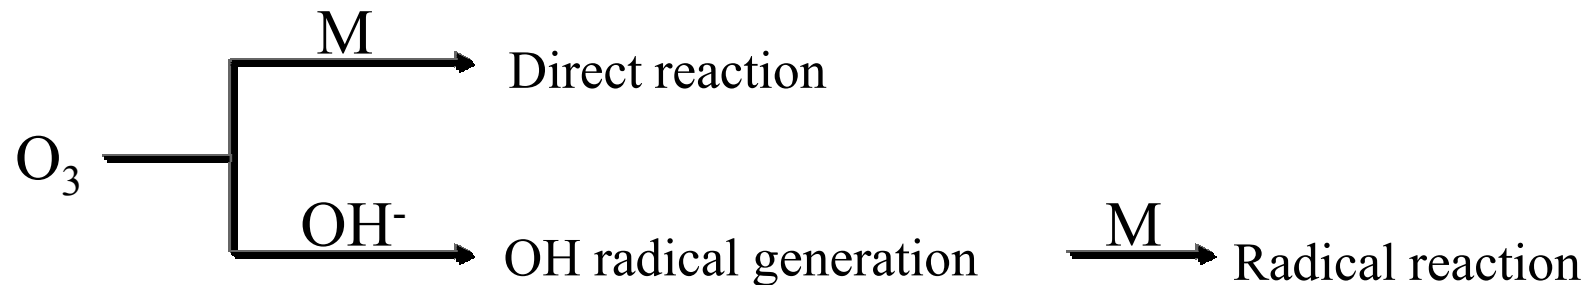 M
Direct reaction
O₃
OH⁻
OH radical generation
M
Radical reaction